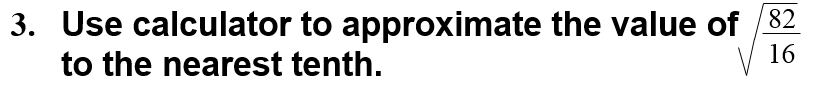 3. Use calculator to approximate the value of √(82/16)
to the nearest tenth.